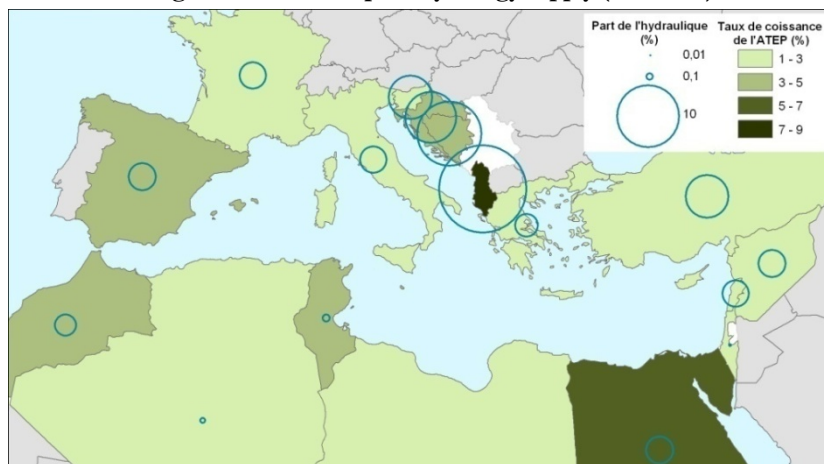 Part de l'hydraulique
(%)
0,01
0,1
10
Taux de coissance
de l'ATEP (%)
1 - 3
3 - 5
5 - 7
7 - 9